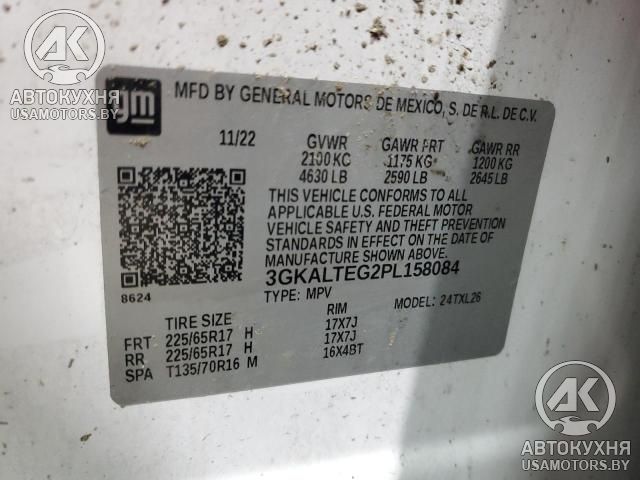 АВТОКУХНЯ
USAMOTORS.BY
gm
MFD BY GENERAL MOTORS DE MEXICO, S. DE R.L. DE C.V.
11/22 GVWR GAWR FRT GAWR RR
2100 KG 1175 KG 1200 KG
4630 LB 2590 LB 2645 LB
THIS VEHICLE CONFORMS TO ALL
APPLICABLE U.S. FEDERAL MOTOR
VEHICLE SAFETY AND THEFT PREVENTION
STANDARDS IN EFFECT ON THE DATE OF
MANUFACTURE SHOWN ABOVE.
3GKALTEG2PL158084
8624 TYPE: MPV MODEL: 24TXL26
TIRE SIZE RIM
FRT 225/65R17 H 17X7J
RR 225/65R17 H 17X7J
SPA T135/70R16 M 16X4BT
АВТОКУХНЯ
USAMOTORS.BY